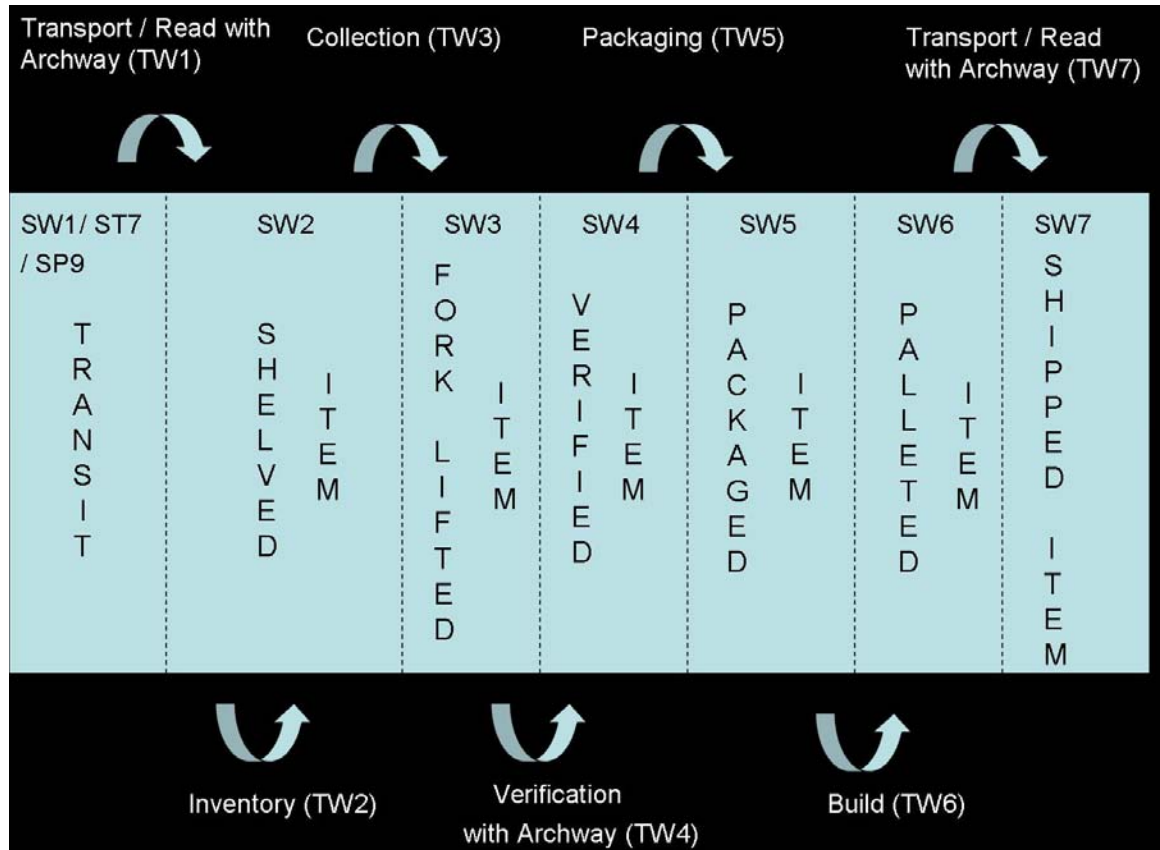 Transport / Read with
Archway (TW1)
Collection (TW3)
Packaging (TW5)
Transport / Read
with Archway (TW7)
SW1/ ST7
/ SP9
TRANSIT
SW2
SHELVED
ITEM
SW3
FORK LIFTED
ITEM
SW4
VERIFIED
ITEM
SW5
PACKAGED
ITEM
SW6
PALLETED
ITEM
SW7
SHIPPED ITEM
Inventory (TW2)
Verification
with Archway (TW4)
Build (TW6)